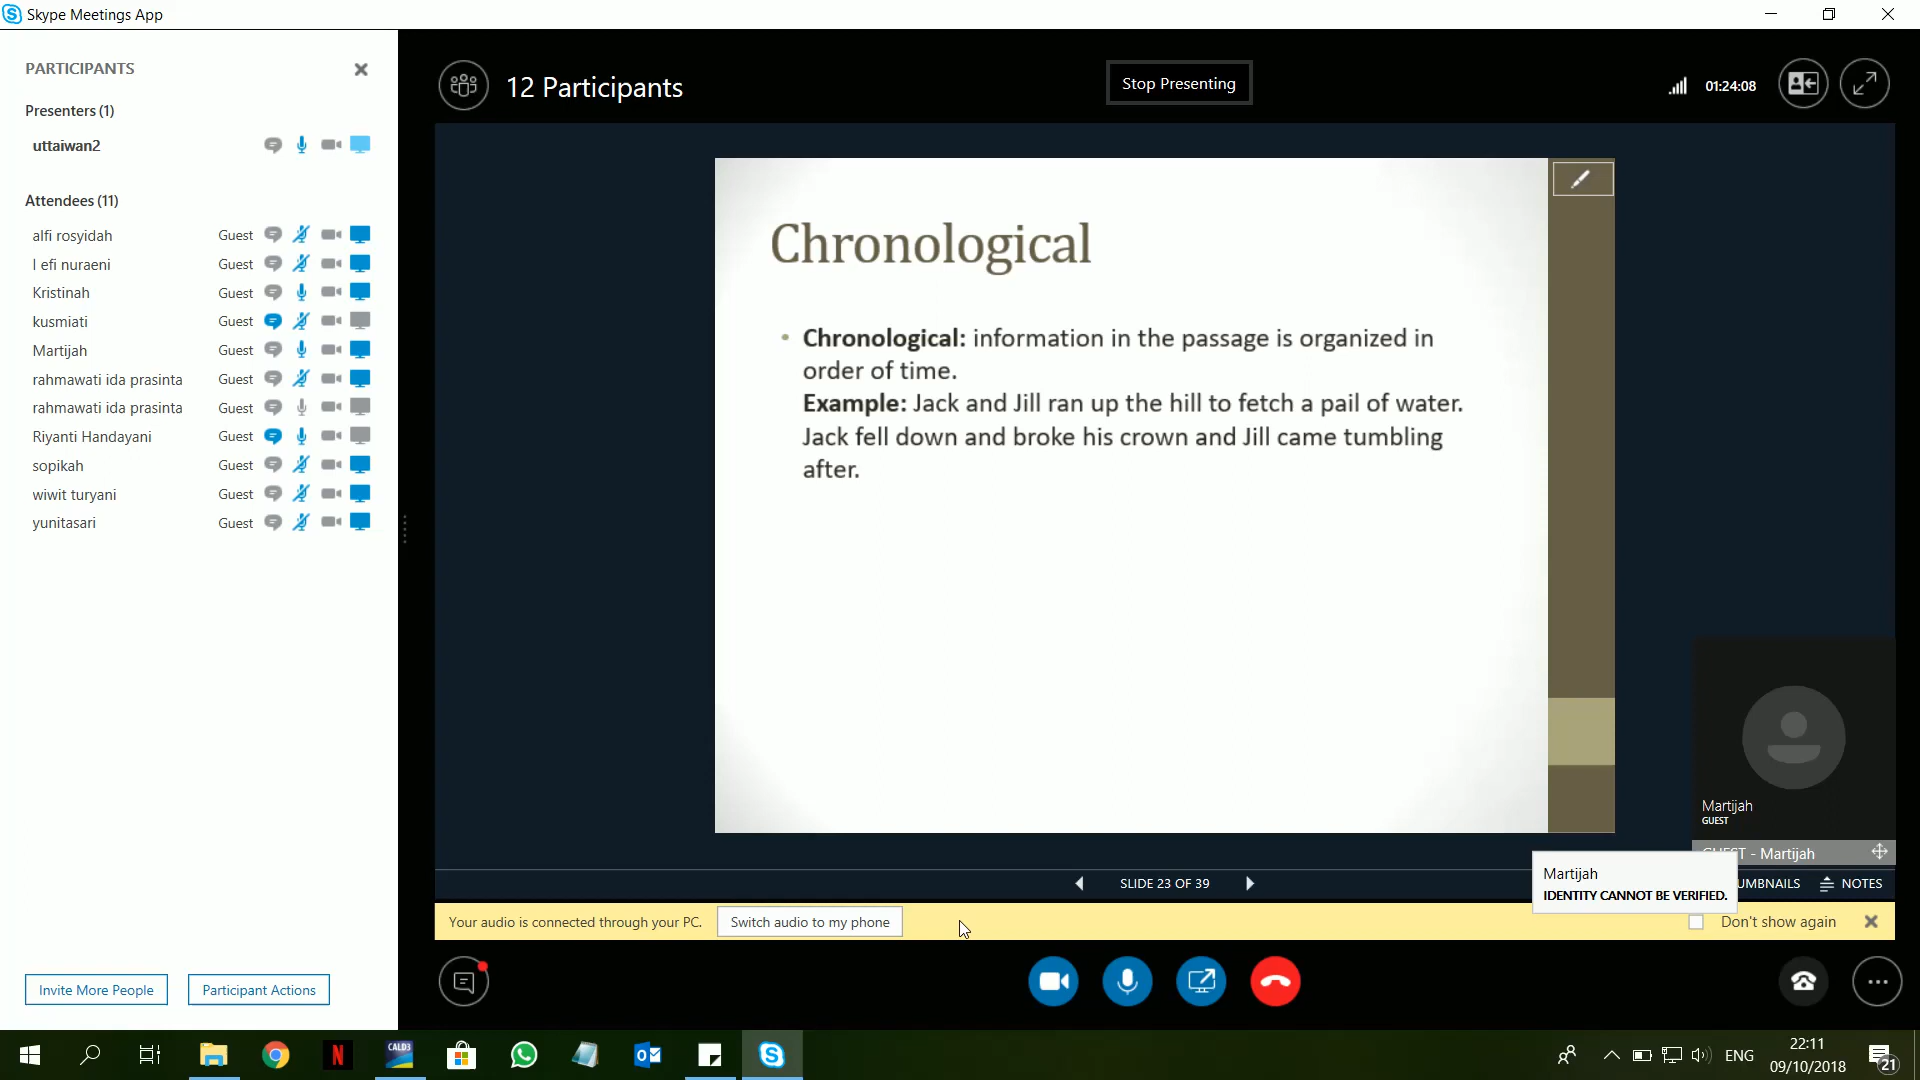 Skype Meetings App
PARTICIPANTS
Presenters (1)
uttaiwan2
Attendees (11)
alfi rosyidah Guest
I efi nuraeni Guest
Kristinah Guest
kusmiati Guest
Martijah Guest
rahmawati ida prasinta Guest
rahmawati ida prasinta Guest
Riyanti Handayani Guest
sopikah Guest
wiwit turyani Guest
yunitasari Guest
Invite More People
Participant Actions
12 Participants
Stop Presenting
01:24:08
Chronological
• Chronological: information in the passage is organized in
order of time.
Example: Jack and Jill ran up the hill to fetch a pail of water.
Jack fell down and broke his crown and Jill came tumbling
after.
Martijah
GUEST
GUEST - Martijah
Martijah
IDENTITY CANNOT BE VERIFIED.
SLIDE 23 OF 39
UMBNAILS
NOTES
Your audio is connected through your PC.
Switch audio to my phone
Don't show again
N
CALD3
ENG
22:11
09/10/2018
21